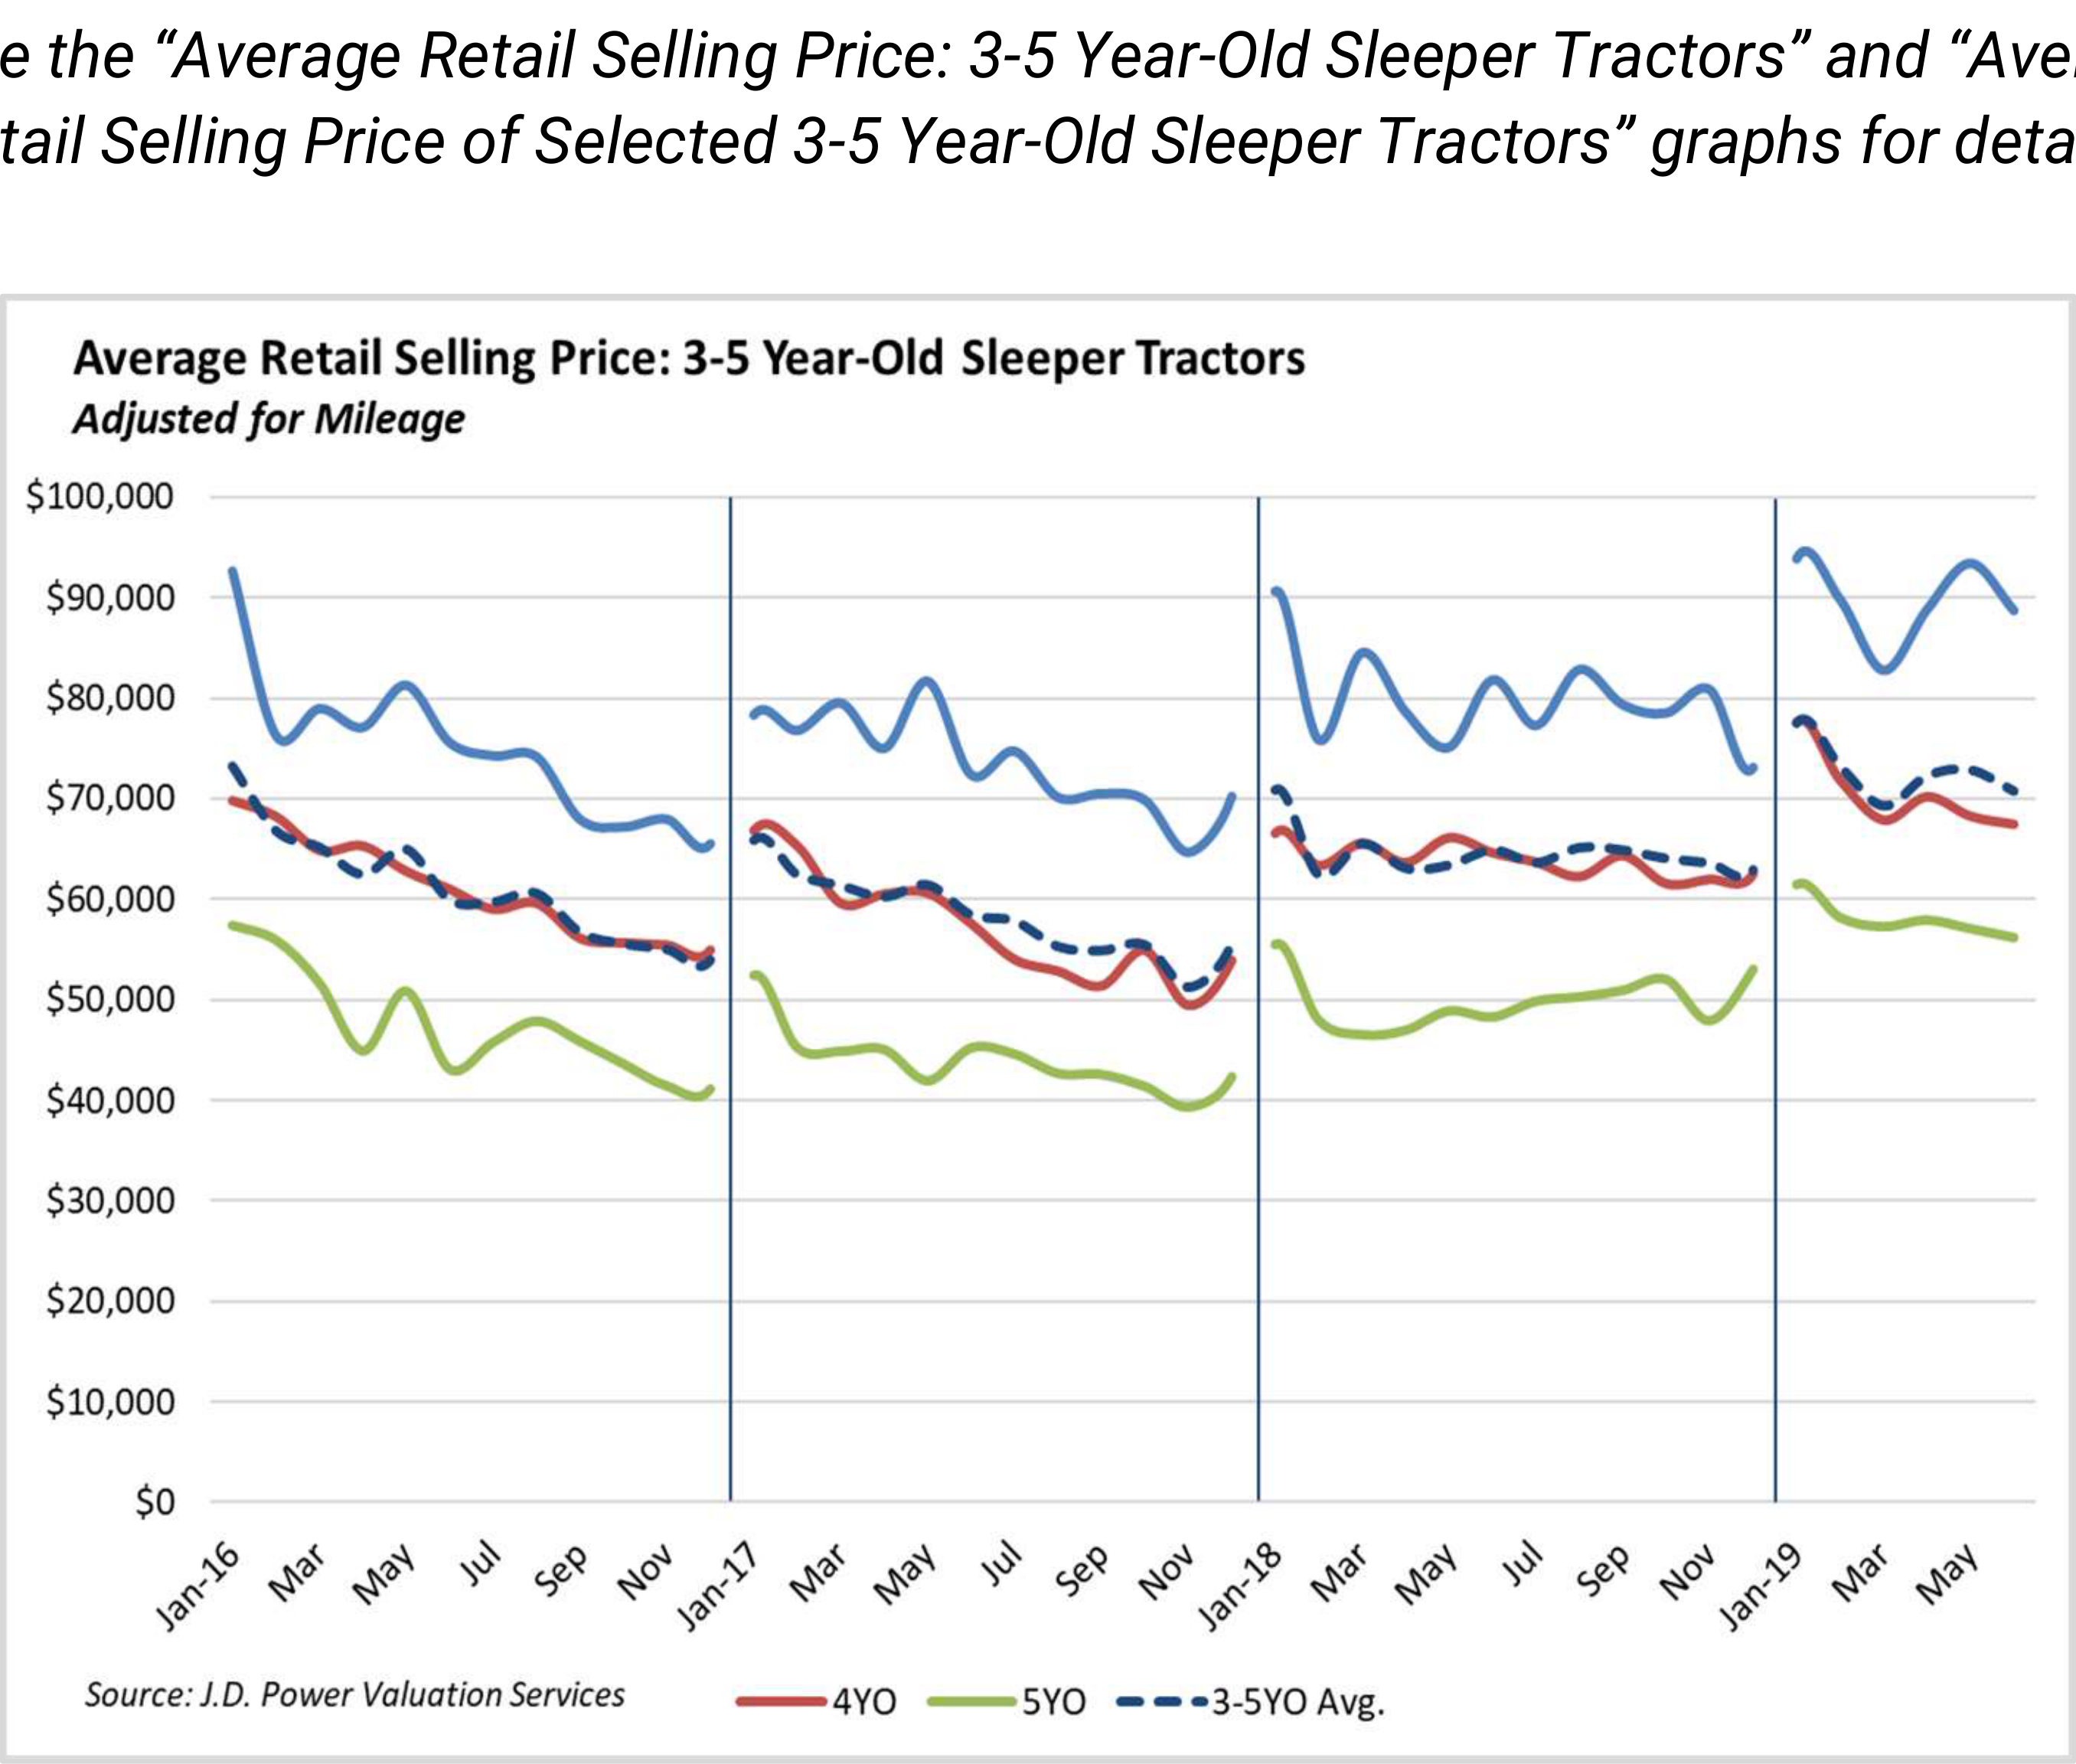 e the “Average Retail Selling Price: 3-5 Year-Old Sleeper Tractors” and “Aver
tail Selling Price of Selected 3-5 Year-Old Sleeper Tractors” graphs for deta
Average Retail Selling Price: 3-5 Year-Old Sleeper Tractors
Adjusted for Mileage
$100,000
$90,000
$80,000
$70,000
$60,000
$50,000
$40,000
$30,000
$20,000
$10,000
$0
Jan-16 Mar May Jul Sep Nov Jan-17 Mar May Jul Sep Nov Jan-18 Mar May Jul Sep Nov Jan-19 Mar May
Source: J.D. Power Valuation Services 4YO 5YO 3-5YO Avg.